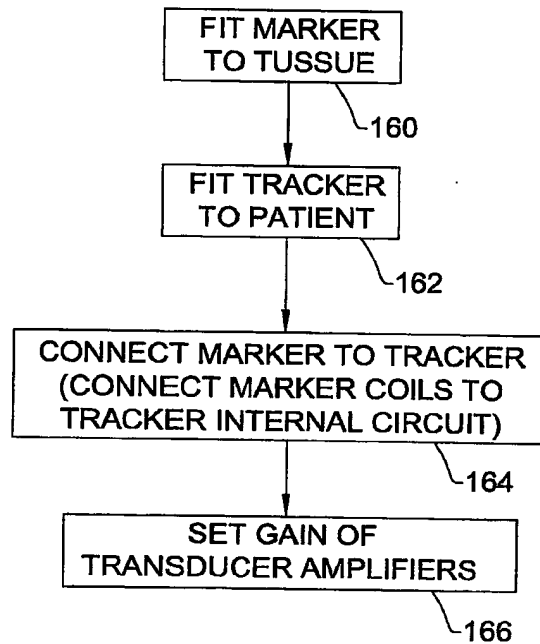 FIT MARKER
TO TUSSUE
160
FIT TRACKER
TO PATIENT
162
CONNECT MARKER TO TRACKER
(CONNECT MARKER COILS TO
TRACKER INTERNAL CIRCUIT)
164
SET GAIN OF
TRANSDUCER AMPLIFIERS
166